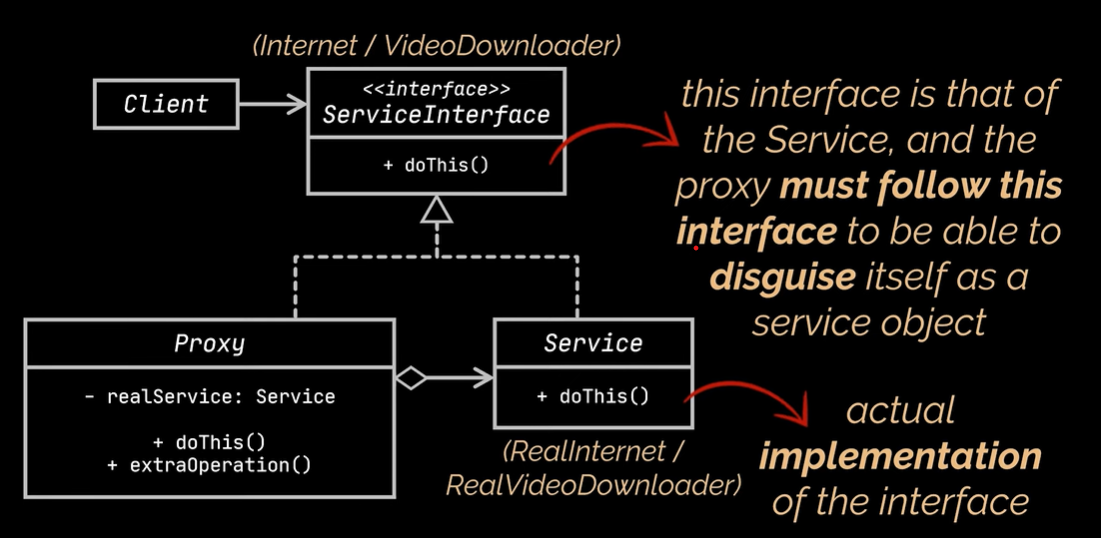 (Internet / VideoDownloader)
Client
<<interface>>
ServiceInterface
+ doThis()
this interface is that of
the Service, and the
proxy must follow this
interface to be able to
disguise itself as a
service object
Proxy
- realService: Service
+ doThis()
+ extraOperation()
Service
+ doThis()
(RealInternet /
RealVideoDownloader)
actual
implementation
of the interface